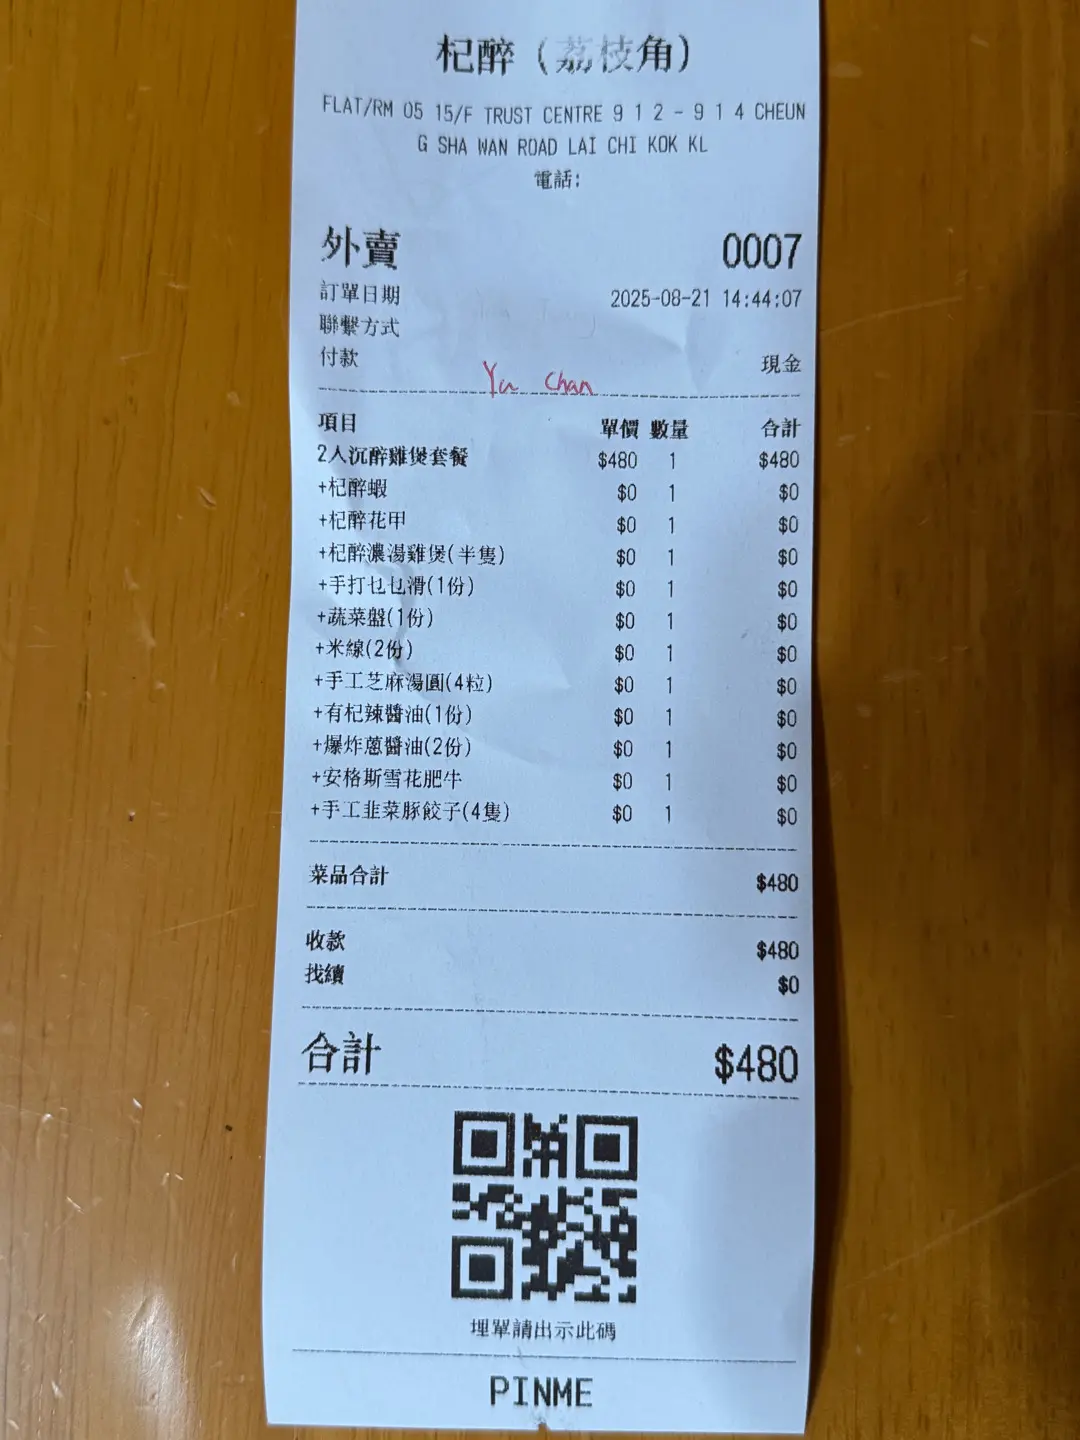 杞醉（荔枝角）
FLAT/RM 05 15/F TRUST CENTRE 9 1 2 - 9 1 4 CHEUN
G SHA WAN ROAD LAI CHI KOK KL
電話:
外賣 0007
訂單日期 2025-08-21 14:44:07
聯繫方式
付款 現金
Yu Chan
項目 單價 數量 合計
2人沉醉雞煲套餐 $480 1 $480
+杞醉蝦 $0 1 $0
+杞醉花甲 $0 1 $0
+杞醉濃湯雞煲(半隻) $0 1 $0
+手打乜乜滑(1份) $0 1 $0
+蔬菜盤(1份) $0 1 $0
+米線(2份) $0 1 $0
+手工芝麻湯圓(4粒) $0 1 $0
+有杞辣醬油(1份) $0 1 $0
+爆炸蔥醬油(2份) $0 1 $0
+安格斯雪花肥牛 $0 1 $0
+手工韭菜豚餃子(4隻) $0 1 $0
菜品合計 $480
收款 $480
找續 $0
合計 $480
埋單請出示此碼
PINME